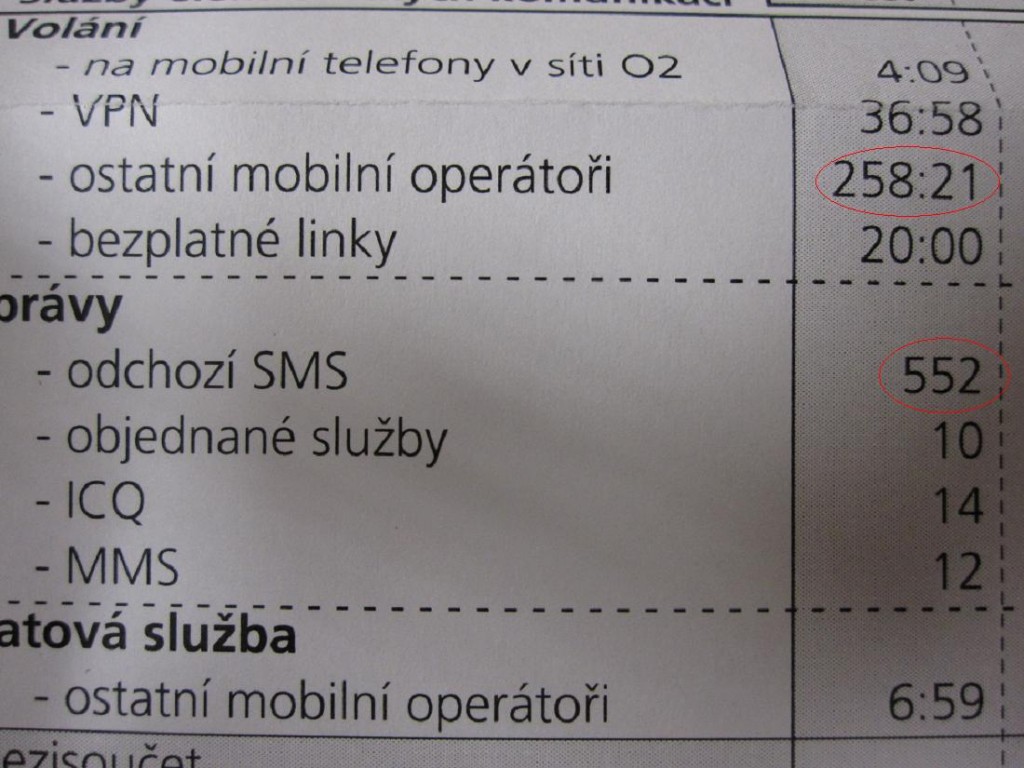 Volání
- na mobilní telefony v síti O2 4:09
- VPN 36:58
- ostatní mobilní operátoři 258:21
- bezplatné linky 20:00
právy
- odchozí SMS 552
- objednané služby 10
- ICQ 14
- MMS 12
atová služba
- ostatní mobilní operátoři 6:59
ezisoučet